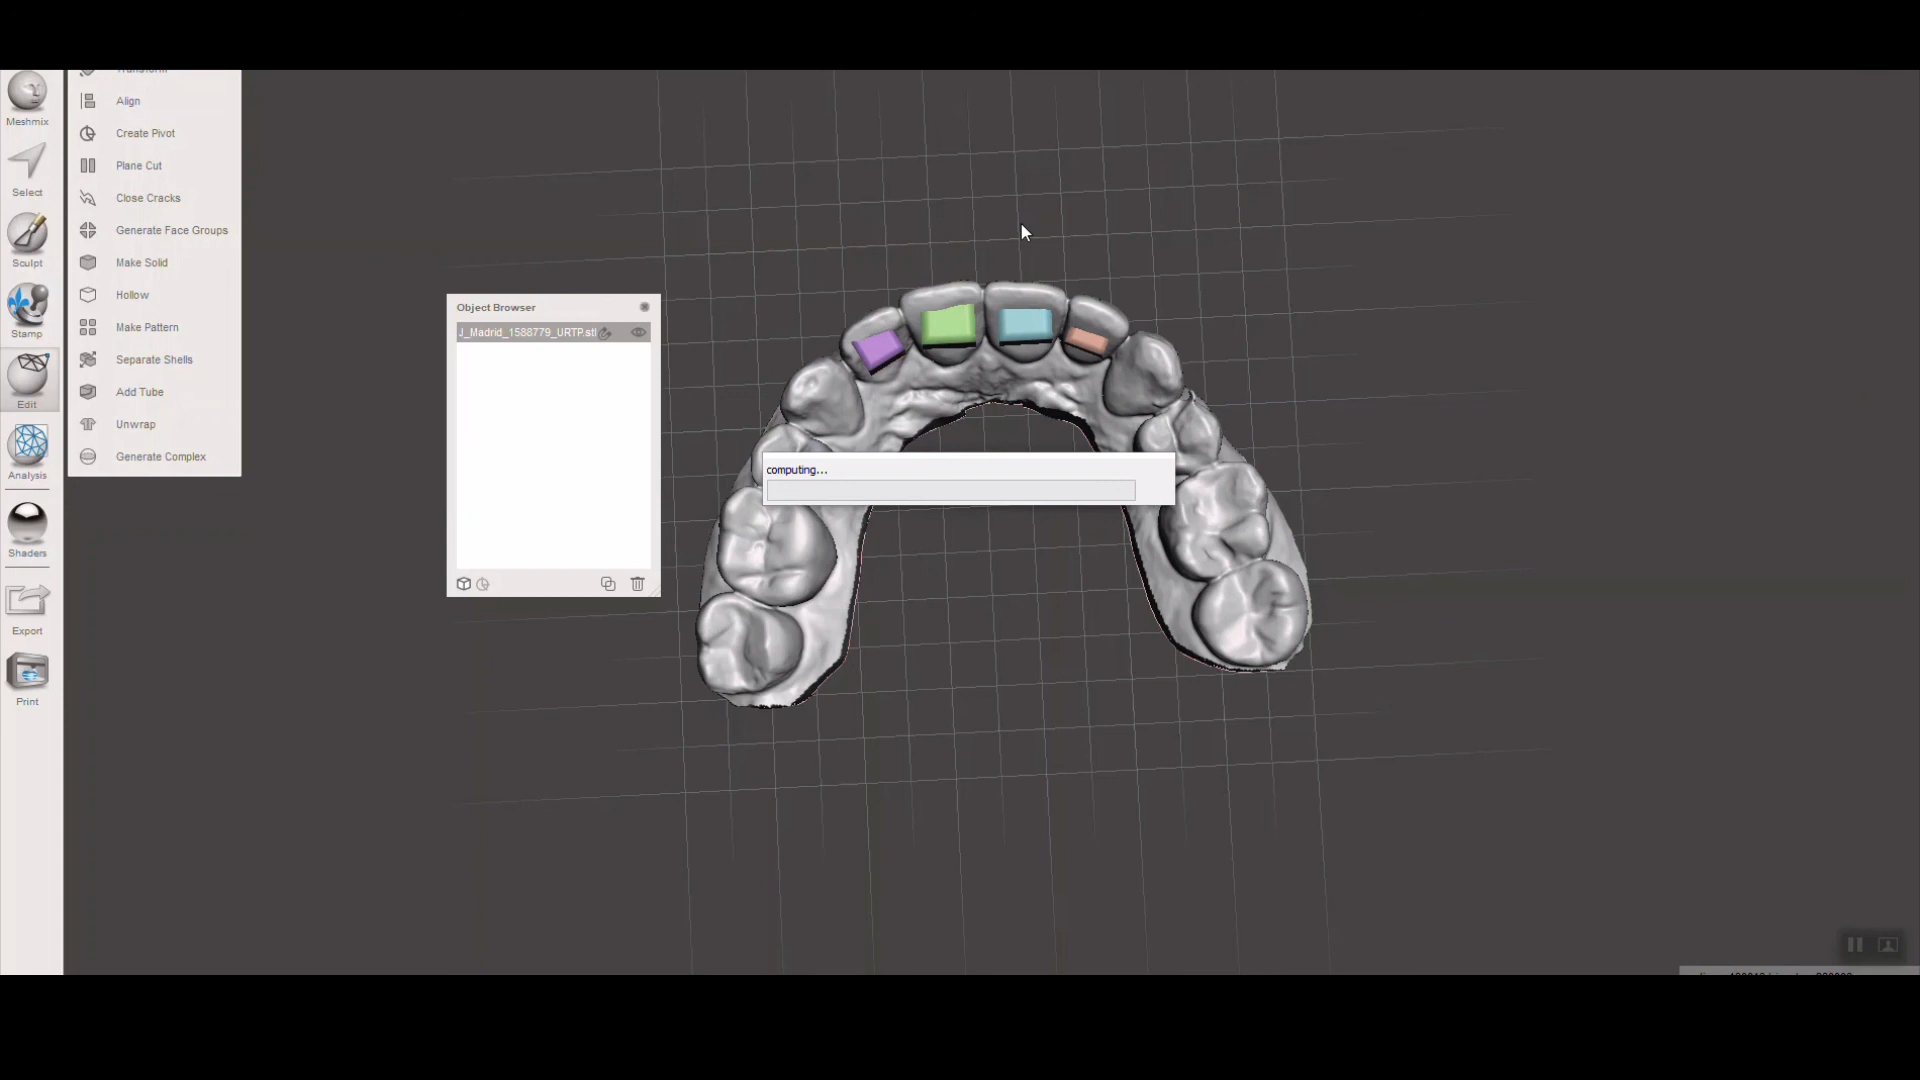 Meshmix
Select
Sculpt
Stamp
Edit
Analysis
Shaders
Export
Print
Transform
Align
Create Pivot
Plane Cut
Close Cracks
Generate Face Groups
Make Solid
Hollow
Make Pattern
Separate Shells
Add Tube
Unwrap
Generate Complex
Object Browser
J_Madrid_1588779_URTP.stl
computing...